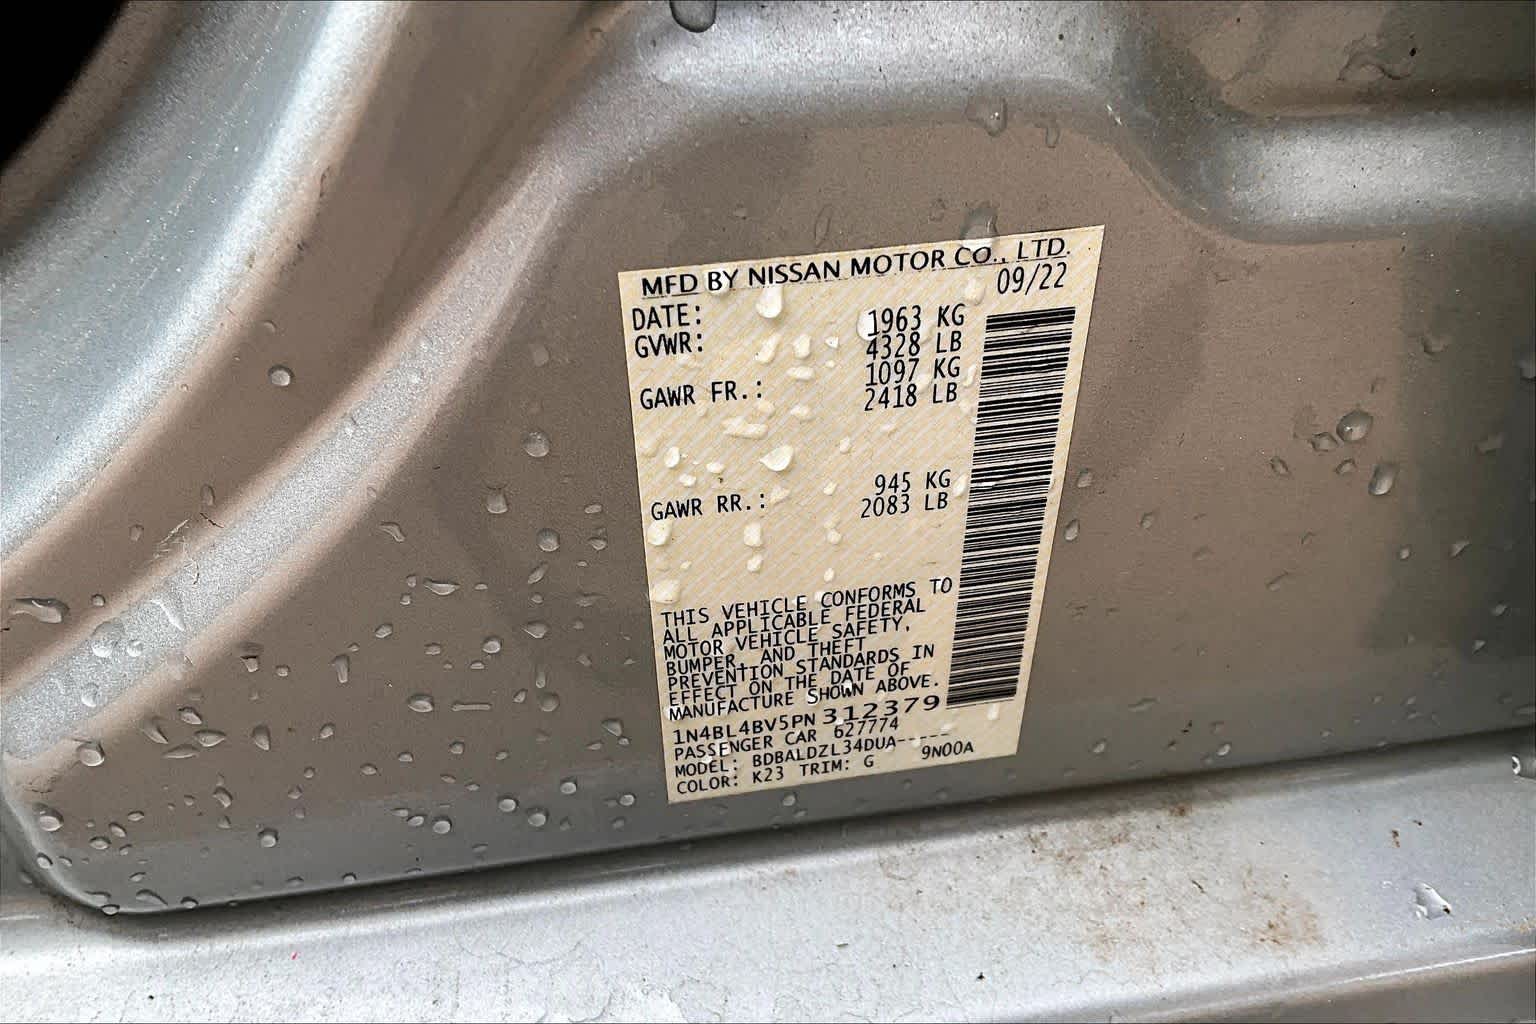 MFD BY NISSAN MOTOR CO., LTD.
DATE: 09/22
GVWR: 1963 KG
4328 LB
GAWR FR.: 1097 KG
2418 LB
GAWR RR.: 945 KG
2083 LB
THIS VEHICLE CONFORMS TO
ALL APPLICABLE FEDERAL
MOTOR VEHICLE SAFETY,
BUMPER, AND THEFT
PREVENTION STANDARDS IN
EFFECT ON THE DATE OF
MANUFACTURE SHOWN ABOVE.
1N4BL4BV5PN312379
PASSENGER CAR 627774
MODEL: BDBALDZL34DUA-----
COLOR: K23 TRIM: G 9N00A